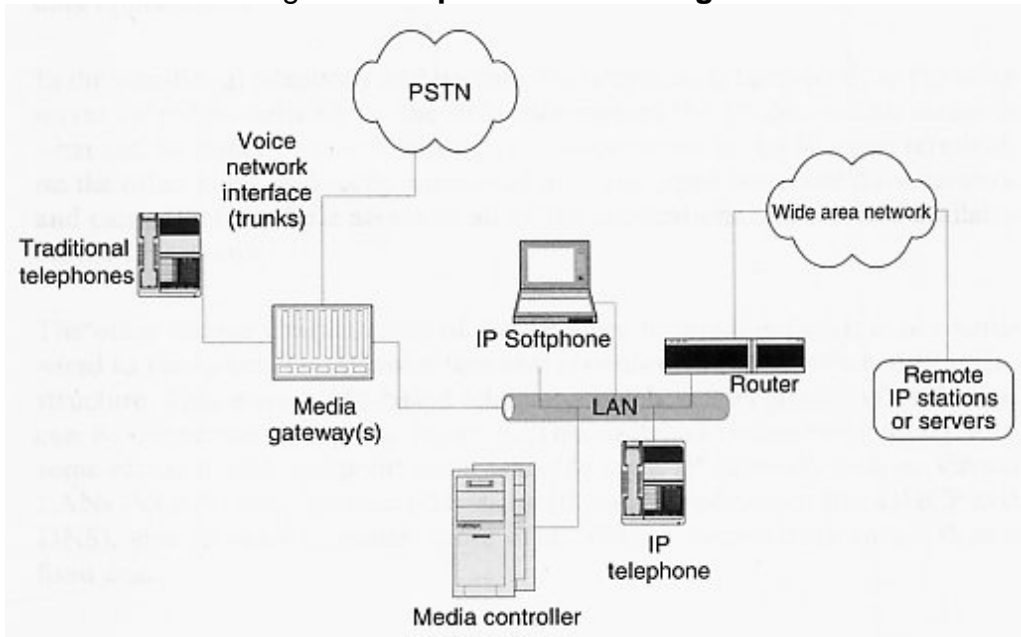 PSTN
Voice
network
interface
(trunks)
Wide area network
Traditional
telephones
IP Softphone
Router
Remote
IP stations
or servers
Media
gateway(s)
LAN
IP
telephone
Media controller